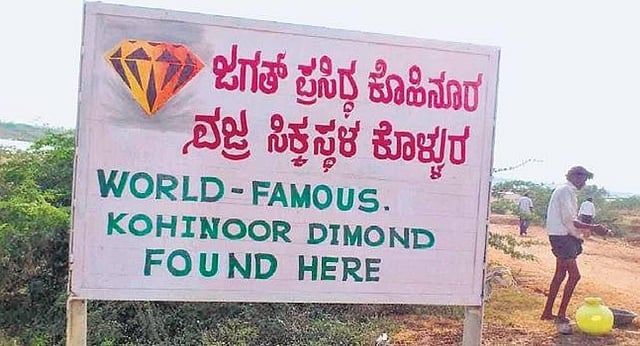 ಜಗತ್ ಪ್ರಸಿದ್ಧ ಕೊಹಿನೂರ
ವಜ್ರ ಸಿಕ್ಕಸ್ಥಳ ಕೊಳ್ಳುರ
WORLD-FAMOUS.
KOHINOOR DIMOND
FOUND HERE